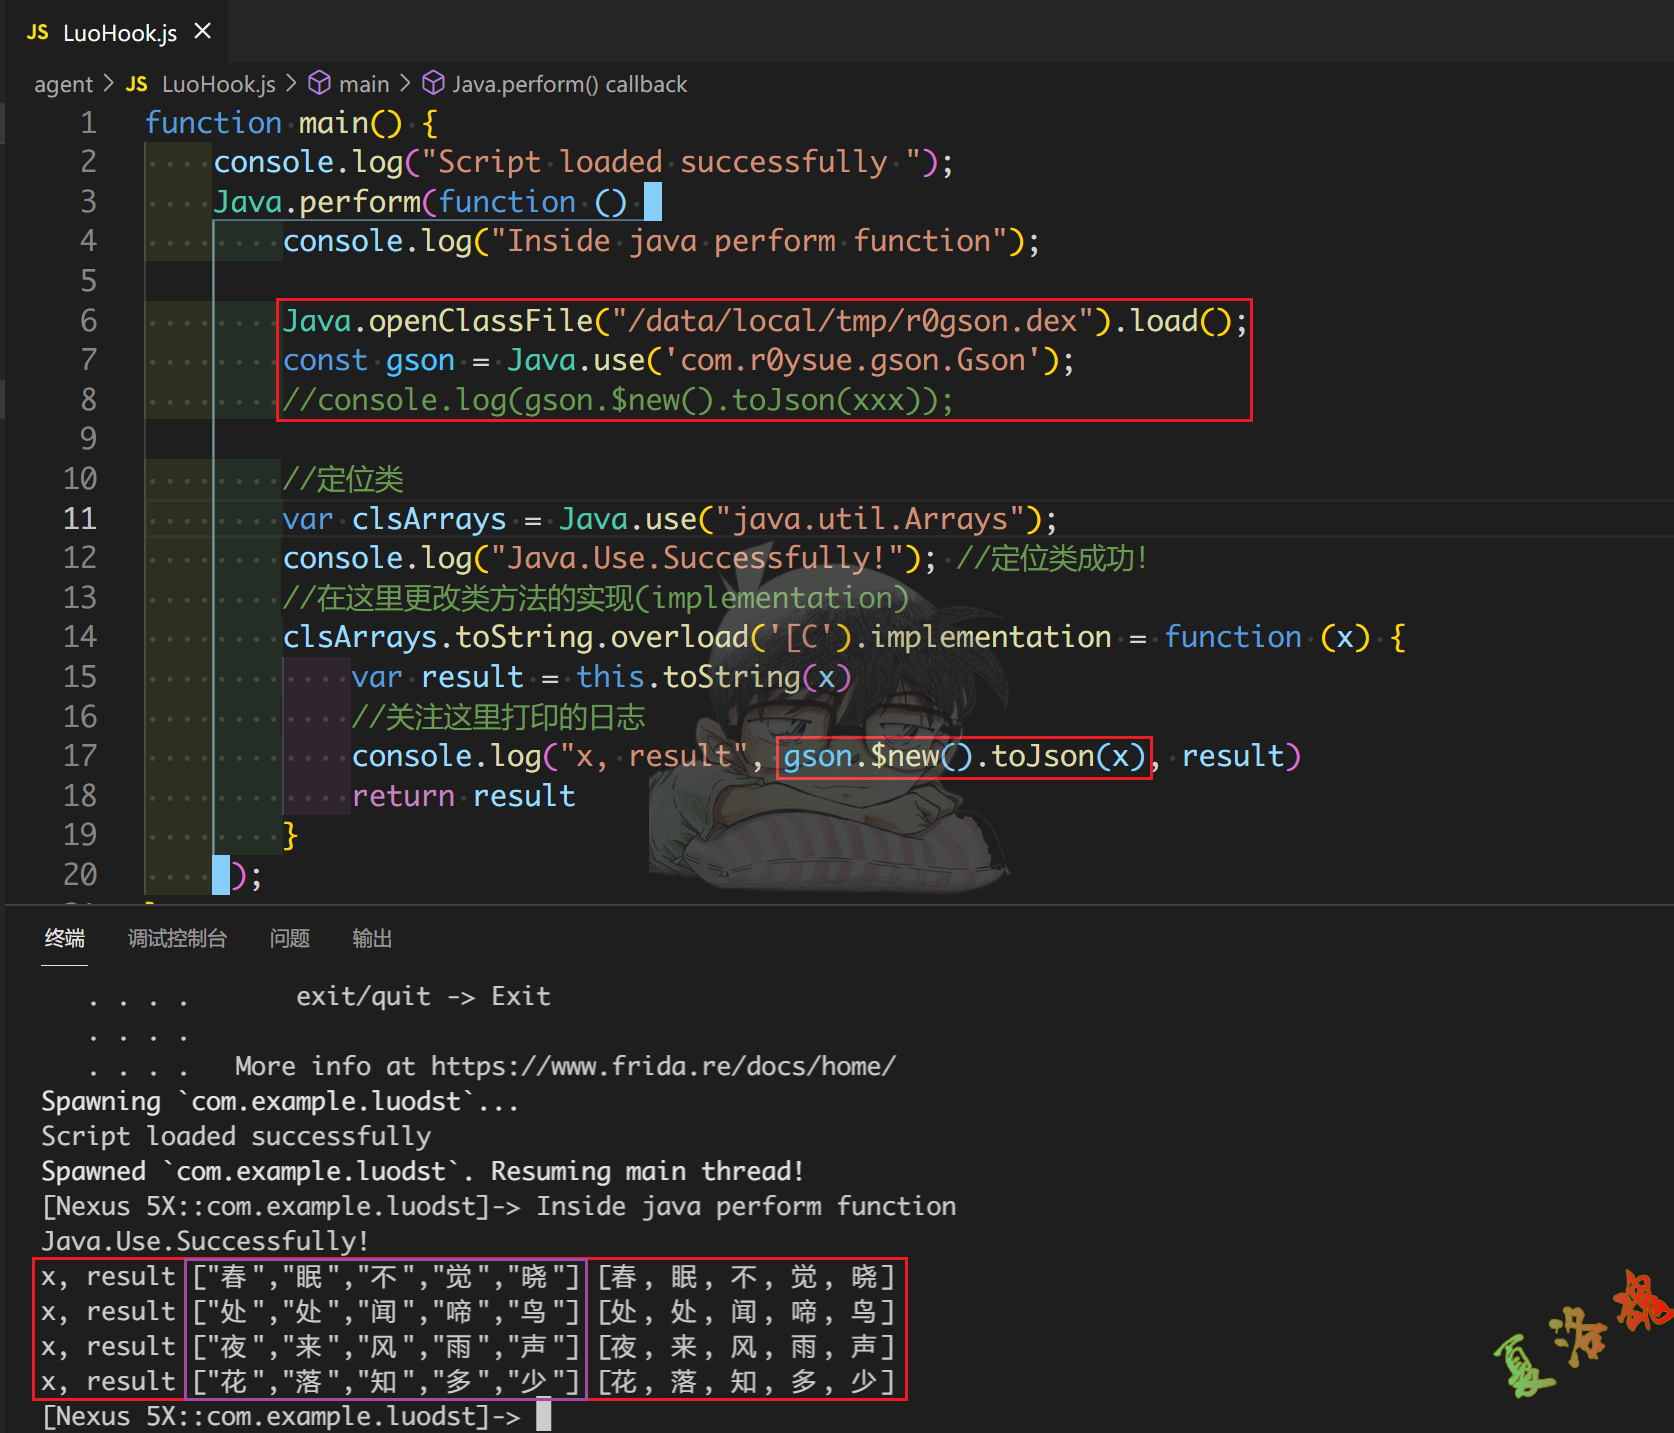 JS LuoHook.js ×
agent > JS LuoHook.js > main > Java.perform() callback
1 function main() {
2 console.log("Script loaded successfully ");
3 Java.perform(function ()
4 console.log("Inside java perform function");
5
6 Java.openClassFile("/data/local/tmp/r0gson.dex").load();
7 const gson = Java.use('com.r0ysue.gson.Gson');
8 //console.log(gson.$new().toJson(xxx));
9
10 //定位类
11 var clsArrays = Java.use("java.util.Arrays");
12 console.log("Java.Use.Successfully!"); //定位类成功!
13 //在这里更改类方法的实现(implementation)
14 clsArrays.toString.overload('[C').implementation = function (x) {
15 var result = this.toString(x)
16 //关注这里打印的日志
17 console.log("x, result", gson.$new().toJson(x), result)
18 return result
19 }
20 );
终端 调试控制台 问题 输出
. . . . exit/quit -> Exit
. . . .
. . . . More info at https://www.frida.re/docs/home/
Spawning `com.example.luodst`...
Script loaded successfully
Spawned `com.example.luodst`. Resuming main thread!
[Nexus 5X::com.example.luodst]-> Inside java perform function
Java.Use.Successfully!
x, result ["春","眠","不","觉","晓"] [春, 眠, 不, 觉, 晓]
x, result ["处","处","闻","啼","鸟"] [处, 处, 闻, 啼, 鸟]
x, result ["夜","来","风","雨","声"] [夜, 来, 风, 雨, 声]
x, result ["花","落","知","多","少"] [花, 落, 知, 多, 少]
[Nexus 5X::com.example.luodst]->
夏洛魂